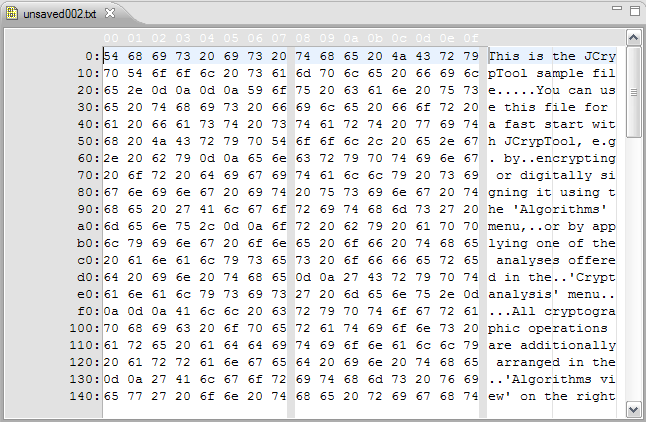 unsaved002.txt
00 01 02 03 04 05 06 07 08 09 0a 0b 0c 0d 0e 0f
0: 54 68 69 73 20 69 73 20 74 68 65 20 4a 43 72 79 This is the JCry
10: 70 54 6f 6f 6c 20 73 61 6d 70 6c 65 20 66 69 6c pTool sample fil
20: 65 2e 0d 0a 0d 0a 59 6f 75 20 63 61 6e 20 75 73 e.....You can us
30: 65 20 74 68 69 73 20 66 69 6c 65 20 66 6f 72 20 e this file for
40: 61 20 66 61 73 74 20 73 74 61 72 74 20 77 69 74 a fast start wit
50: 68 20 4a 43 72 79 70 54 6f 6f 6c 2c 20 65 2e 67 h JCrypTool, e.g
60: 2e 20 62 79 0d 0a 65 6e 63 72 79 70 74 69 6e 67 . by..encrypting
70: 20 6f 72 20 64 69 67 69 74 61 6c 6c 79 20 73 69 or digitally si
80: 67 6e 69 6e 67 20 69 74 20 75 73 69 6e 67 20 74 gning it using t
90: 68 65 20 27 41 6c 67 6f 72 69 74 68 6d 73 27 20 he 'Algorithms'
a0: 6d 65 6e 75 2c 0d 0a 6f 72 20 62 79 20 61 70 70 menu,..or by app
b0: 6c 79 69 6e 67 20 6f 6e 65 20 6f 66 20 74 68 65 lying one of the
c0: 20 61 6e 61 6c 79 73 65 73 20 6f 66 66 65 72 65 analyses offere
d0: 64 20 69 6e 20 74 68 65 0d 0a 27 43 72 79 70 74 d in the..'Crypt
e0: 61 6e 61 6c 79 73 69 73 27 20 6d 65 6e 75 2e 0d analysis' menu..
f0: 0a 0d 0a 41 6c 6c 20 63 72 79 70 74 6f 67 72 61 ...All cryptogra
100: 70 68 69 63 20 6f 70 65 72 61 74 69 6f 6e 73 20 phic operations
110: 61 72 65 20 61 64 64 69 74 69 6f 6e 61 6c 6c 79 are additionally
120: 20 61 72 72 61 6e 67 65 64 20 69 6e 20 74 68 65 arranged in the
130: 0d 0a 27 41 6c 67 6f 72 69 74 68 6d 73 20 76 69 ..'Algorithms vi
140: 65 77 27 20 6f 6e 20 74 68 65 20 72 69 67 68 74 ew' on the right